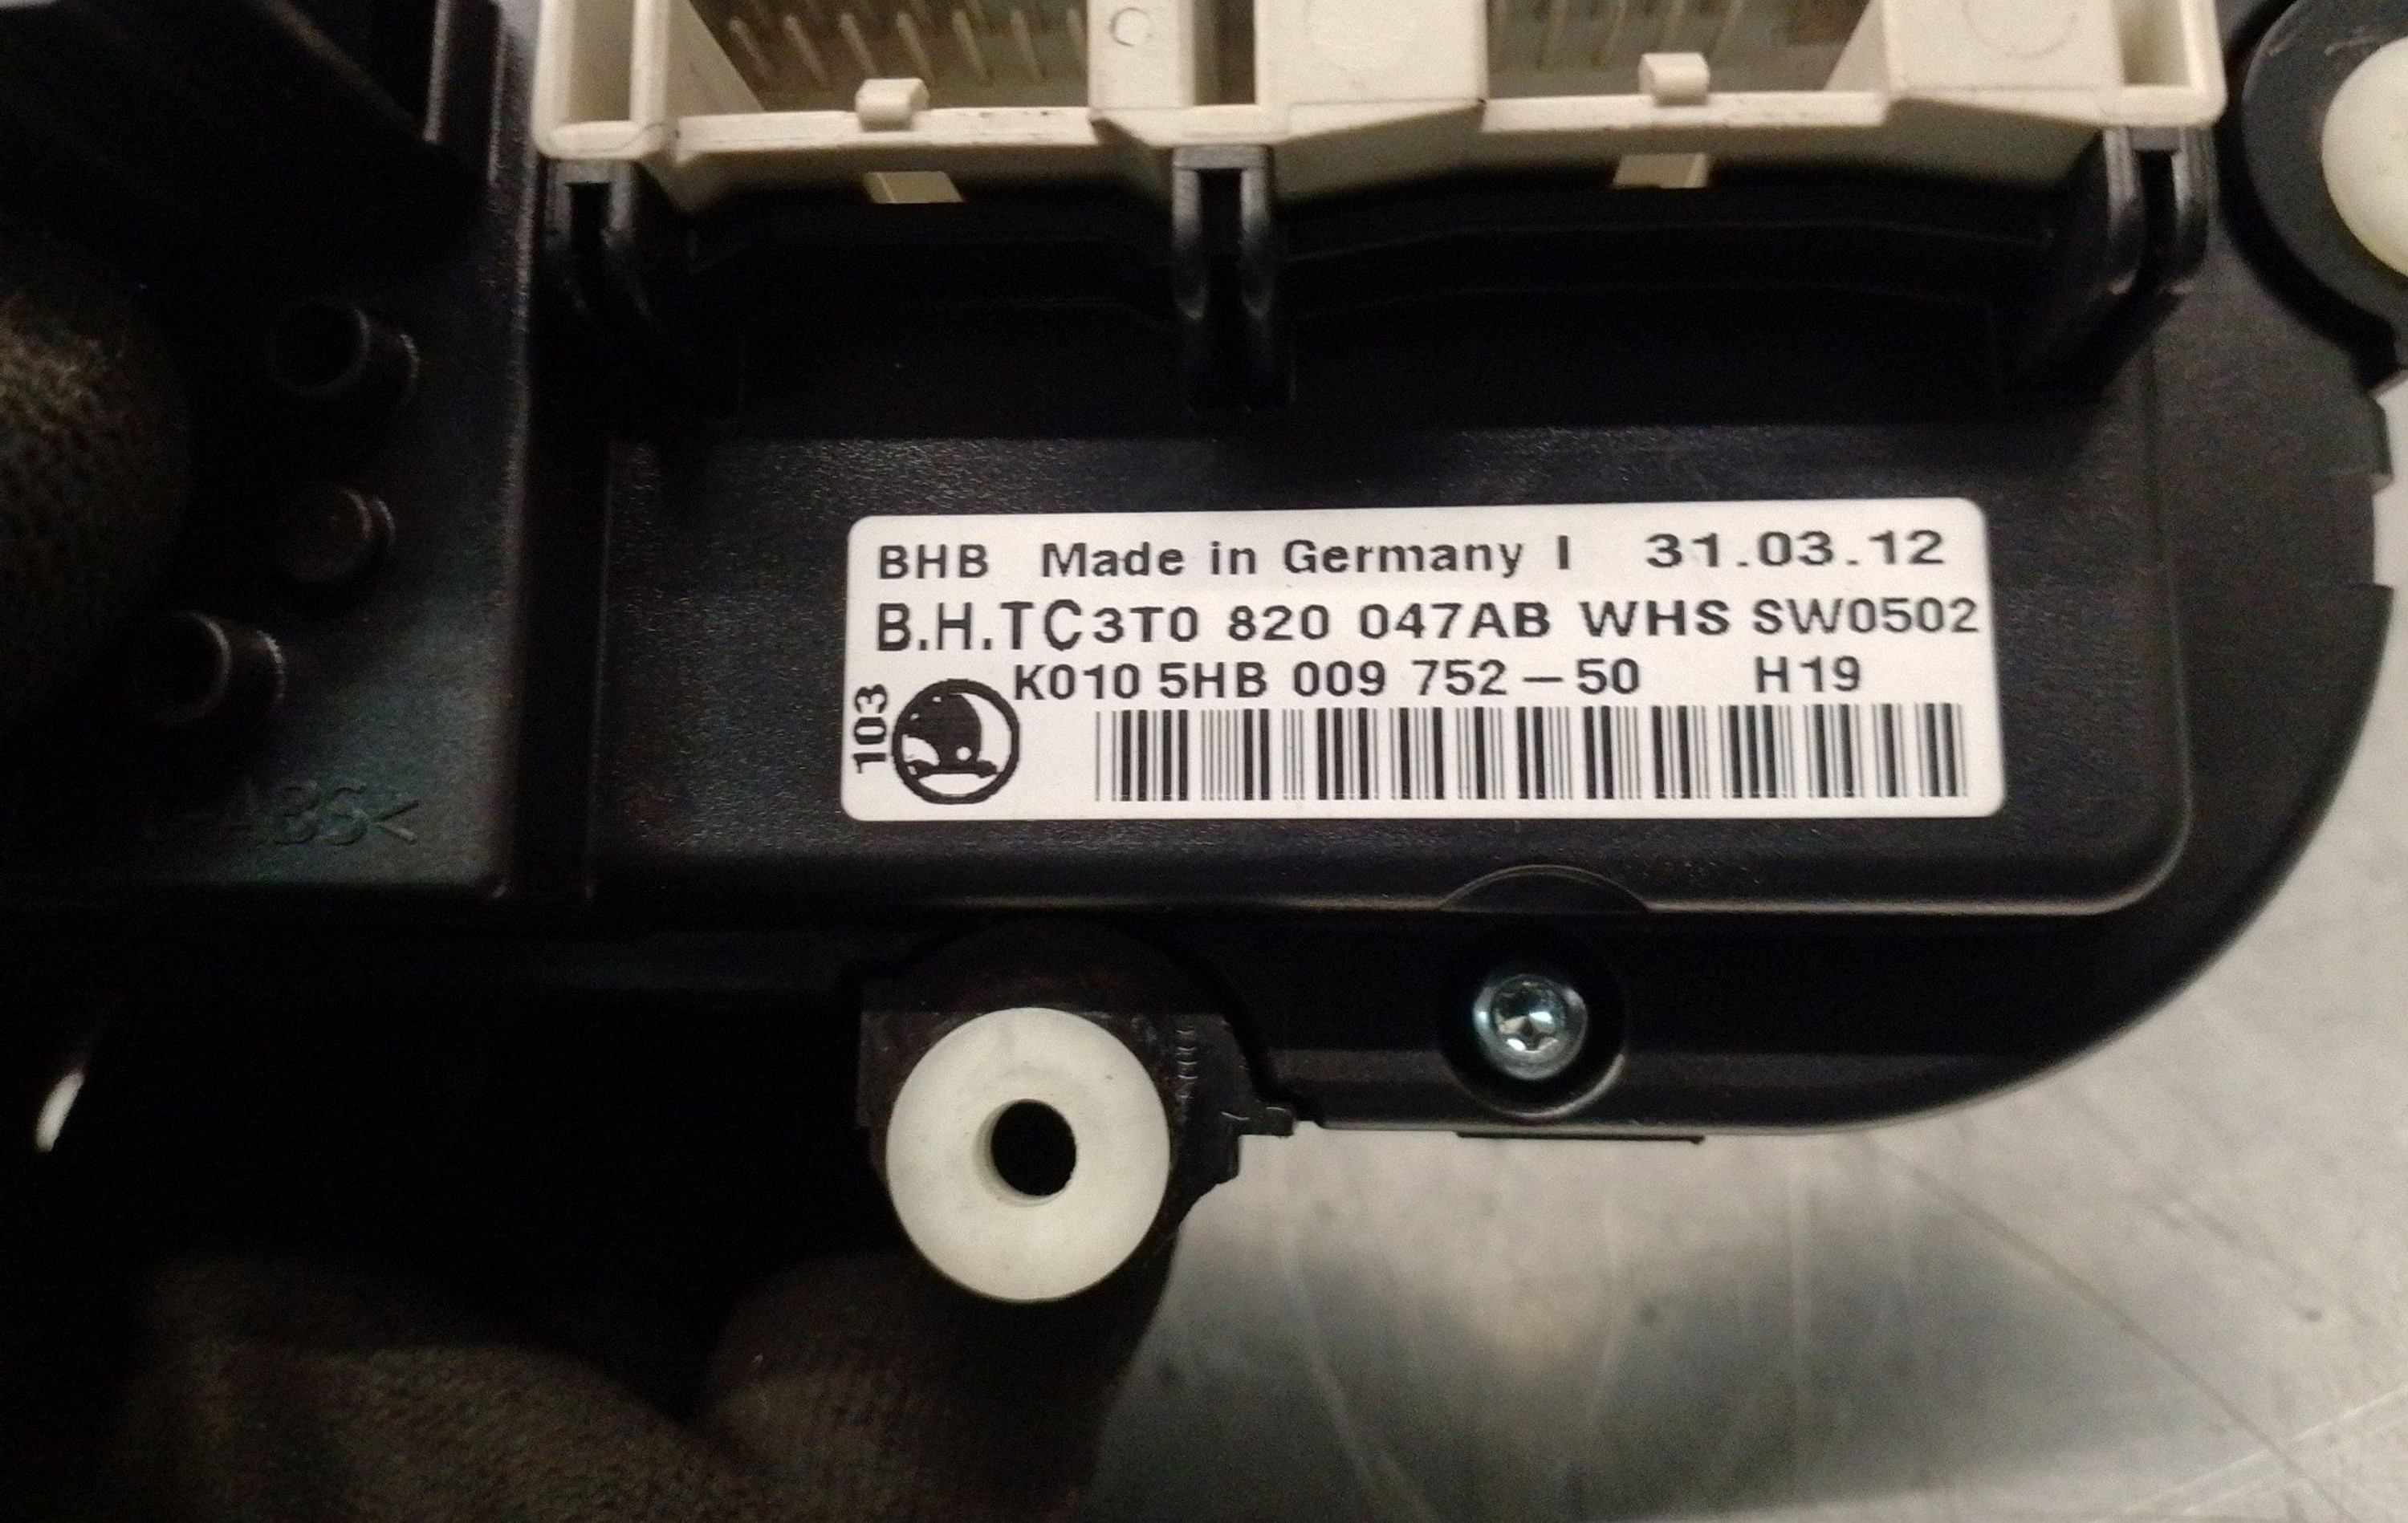 BHB Made in Germany I 31.03.12
B.H.TC 3T0 820 047AB WHS SW0502
K010 5HB 009 752-50 H19
103
ABS<